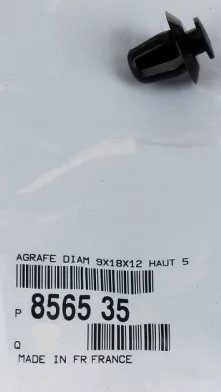 AGRAFE DIAM 9X18X12 HAUT 5
P 8565 35
Q
MADE IN FR FRANCE